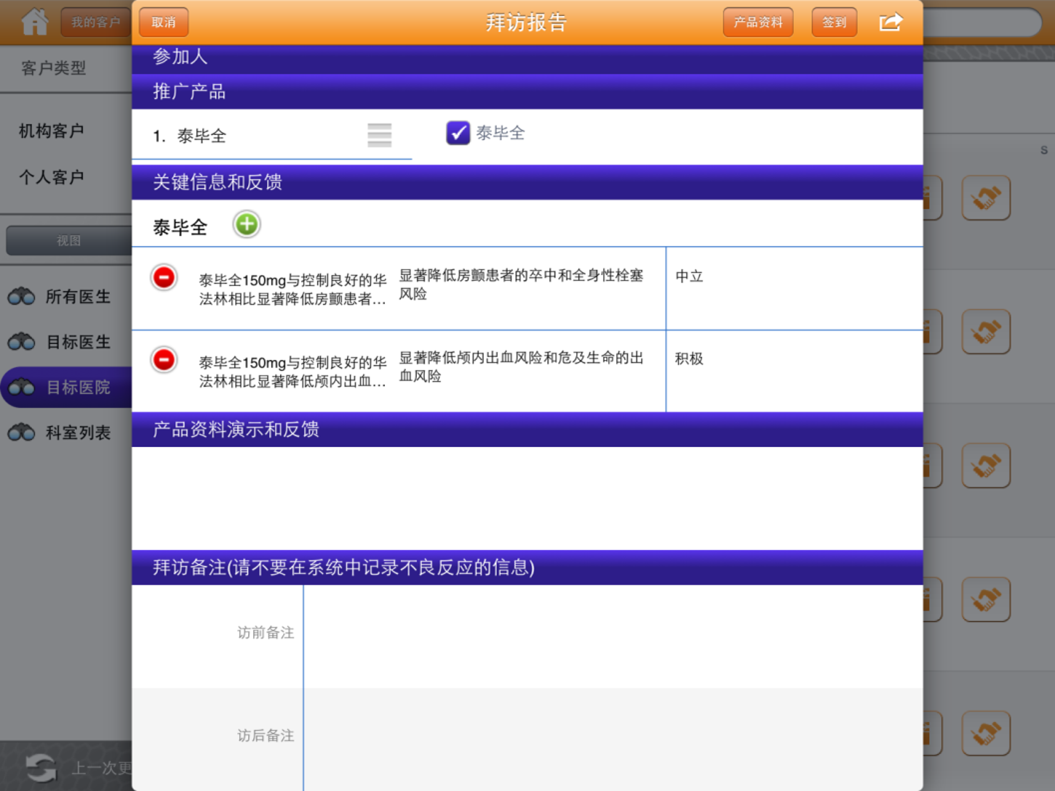 我的客户
取消
拜访报告
产品资料
签到
客户类型
参加人
推广产品
机构客户
1. 泰毕全
泰毕全
S
个人客户
关键信息和反馈
泰毕全
视图
泰毕全150mg与控制良好的华
法林相比显著降低房颤患者...
显著降低房颤患者的卒中和全身性栓塞
风险
中立
所有医生
目标医生
泰毕全150mg与控制良好的华
法林相比显著降低颅内出血...
显著降低颅内出血风险和危及生命的出
血风险
积极
目标医院
科室列表
产品资料演示和反馈
拜访备注(请不要在系统中记录不良反应的信息)
访前备注
访后备注
上一次更